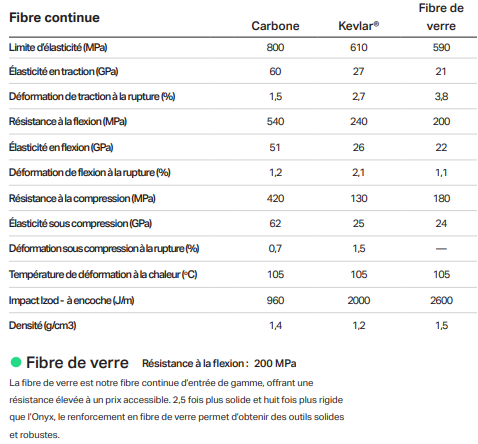 Fibre continue Carbone Kevlar® Fibre de verre
Limite d'élasticité (MPa) 800 610 590
Élasticité en traction (GPa) 60 27 21
Déformation de traction à la rupture (%) 1,5 2,7 3,8
Résistance à la flexion (MPa) 540 240 200
Élasticité en flexion (GPa) 51 26 22
Déformation de flexion à la rupture (%) 1,2 2,1 1,1
Résistance à la compression (MPa) 420 130 180
Élasticité sous compression (GPa) 62 25 24
Déformation sous compression à la rupture (%) 0,7 1,5 —
Température de déformation à la chaleur (°C) 105 105 105
Impact Izod - à encoche (J/m) 960 2000 2600
Densité (g/cm3) 1,4 1,2 1,5
Fibre de verre Résistance à la flexion : 200 MPa
La fibre de verre est notre fibre continue d'entrée de gamme, offrant une
résistance élevée à un prix accessible. 2,5 fois plus solide et huit fois plus rigide
que l'Onyx, le renforcement en fibre de verre permet d'obtenir des outils solides
et robustes.